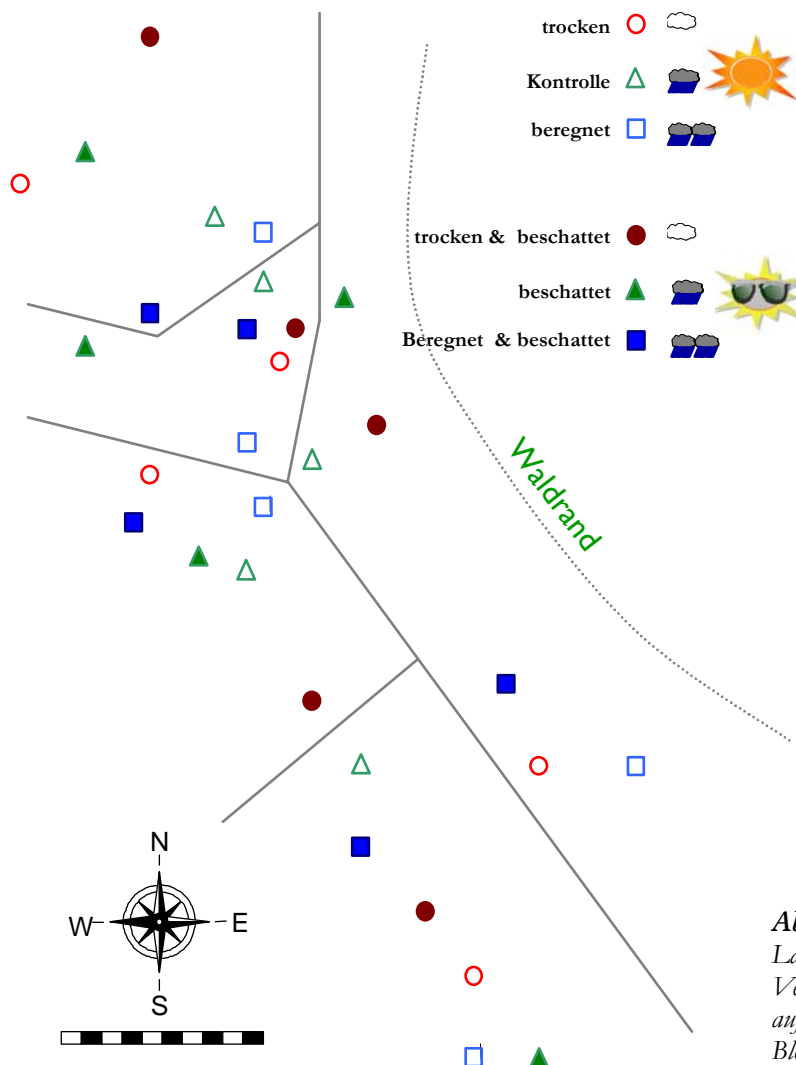 trocken
Kontrolle
beregnet
trocken & beschattet
beschattet
Beregnet & beschattet
Waldrand
N
W
E
S